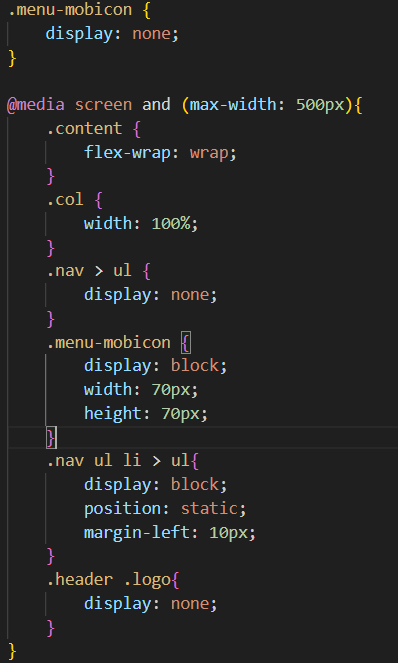 .menu-mobicon {
display: none;
}
@media screen and (max-width: 500px){
.content {
flex-wrap: wrap;
}
.col {
width: 100%;
}
.nav > ul {
display: none;
}
.menu-mobicon {
display: block;
width: 70px;
height: 70px;
}
.nav ul li > ul{
display: block;
position: static;
margin-left: 10px;
}
.header .logo{
display: none;
}
}